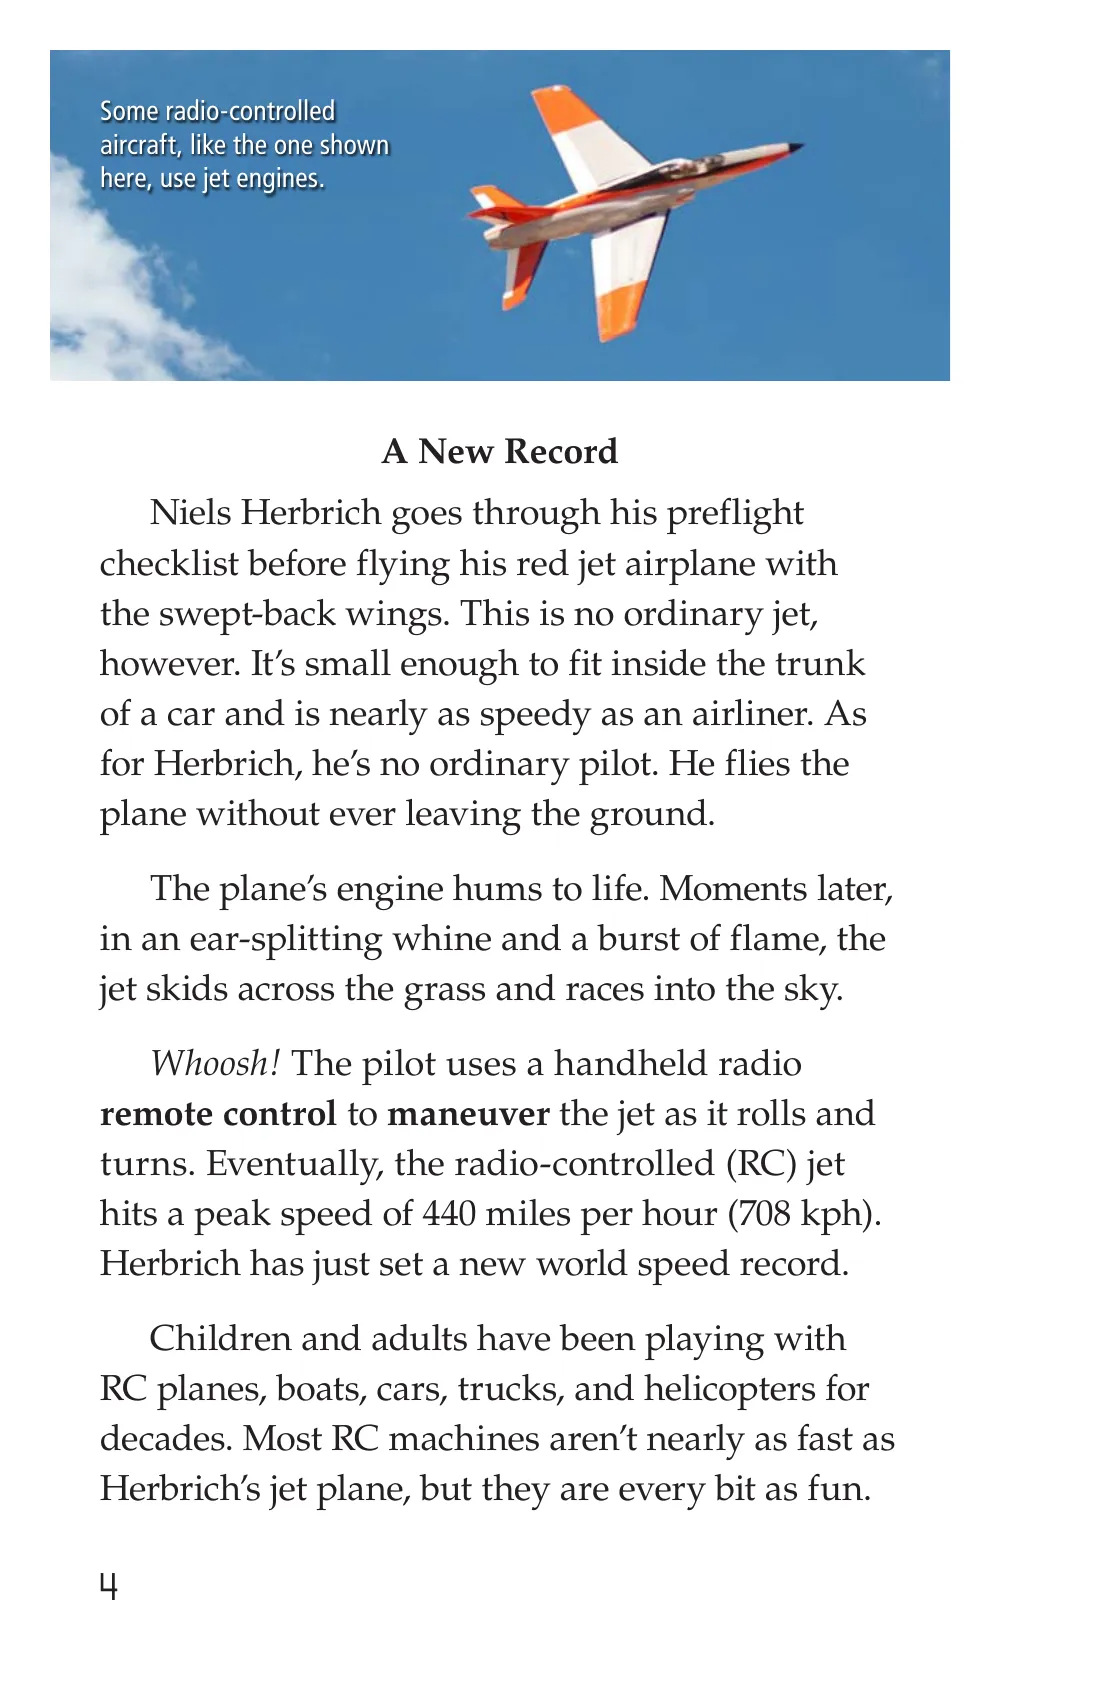 Some radio-controlled
aircraft, like the one shown
here, use jet engines.
A New Record
Niels Herbrich goes through his preflight
checklist before flying his red jet airplane with
the swept-back wings. This is no ordinary jet,
however. It’s small enough to fit inside the trunk
of a car and is nearly as speedy as an airliner. As
for Herbrich, he’s no ordinary pilot. He flies the
plane without ever leaving the ground.
The plane’s engine hums to life. Moments later,
in an ear-splitting whine and a burst of flame, the
jet skids across the grass and races into the sky.
Whoosh! The pilot uses a handheld radio
remote control to maneuver the jet as it rolls and
turns. Eventually, the radio-controlled (RC) jet
hits a peak speed of 440 miles per hour (708 kph).
Herbrich has just set a new world speed record.
Children and adults have been playing with
RC planes, boats, cars, trucks, and helicopters for
decades. Most RC machines aren’t nearly as fast as
Herbrich’s jet plane, but they are every bit as fun.
4